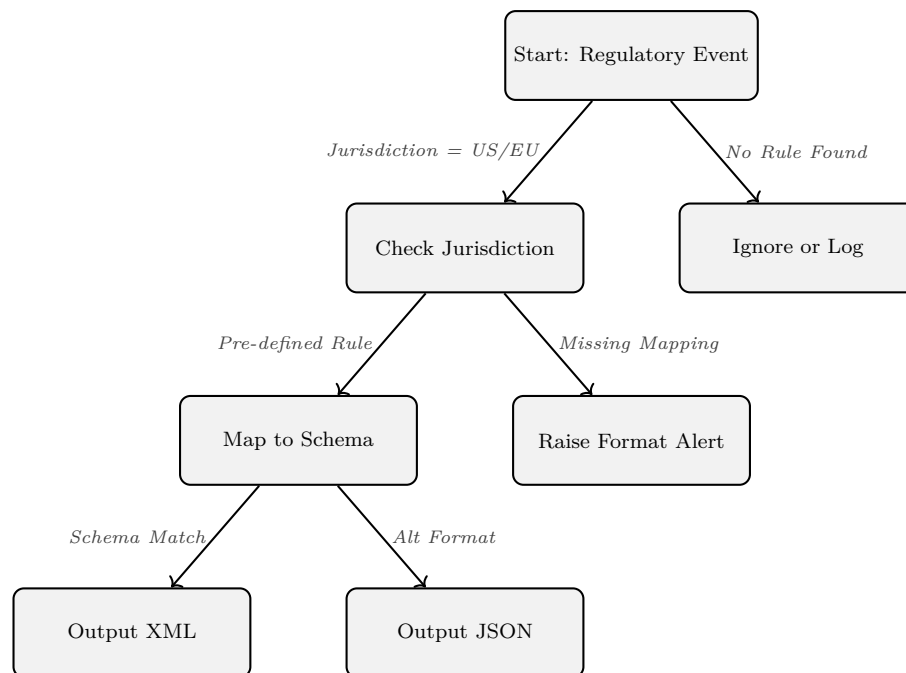 Start: Regulatory Event
Jurisdiction = US/EU
No Rule Found
Check Jurisdiction
Ignore or Log
Pre-defined Rule
Missing Mapping
Map to Schema
Raise Format Alert
Schema Match
Alt Format
Output XML
Output JSON